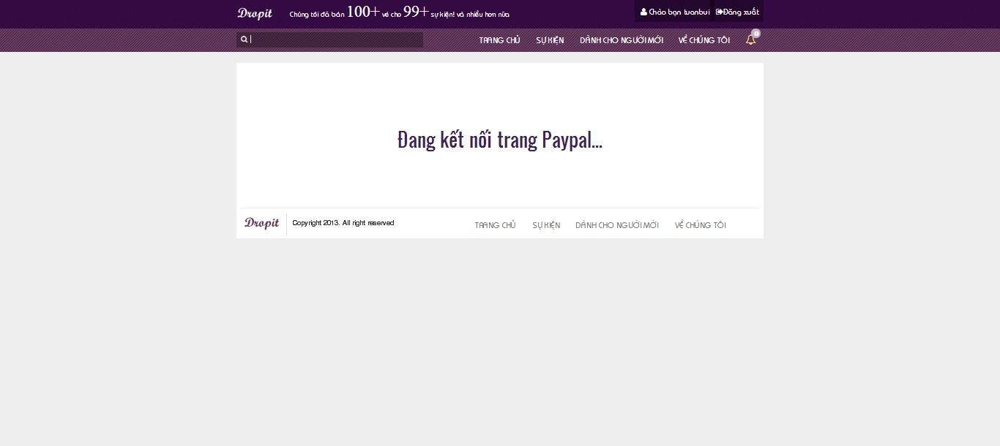 Dropit Chúng tôi đã bán 100+ vé cho 99+ sự kiện! và nhiều hơn nữa Chào bạn tuanbui Đăng xuất
TRANG CHỦ SỰ KIỆN DÀNH CHO NGƯỜI MỚI VỀ CHÚNG TÔI 0
Đang kết nối trang Paypal...
Dropit Copyright 2013. All right reserved TRANG CHỦ SỰ KIỆN DÀNH CHO NGƯỜI MỚI VỀ CHÚNG TÔI